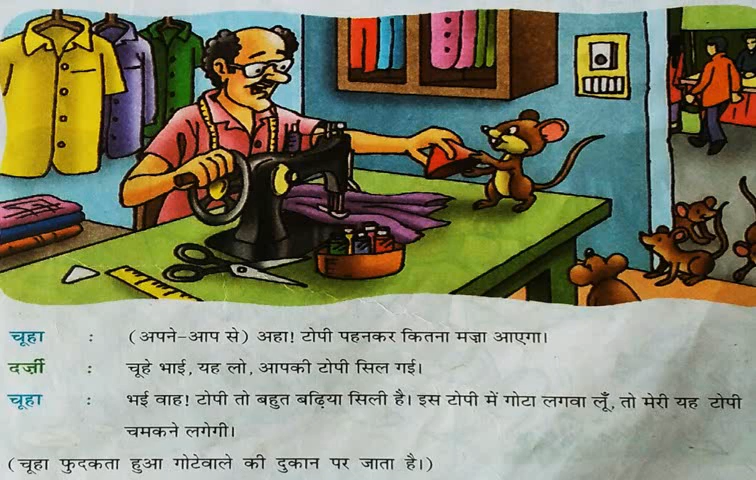 चूहा : (अपने-आप से) अहा! टोपी पहनकर कितना मज़ा आएगा।
दर्ज़ी : चूहे भाई, यह लो, आपकी टोपी सिल गई।
चूहा : भई वाह! टोपी तो बहुत बढ़िया सिली है। इस टोपी में गोटा लगवा लूँ, तो मेरी यह टोपी
चमकने लगेगी।
(चूहा फुदकता हुआ गोटेवाले की दुकान पर जाता है।)